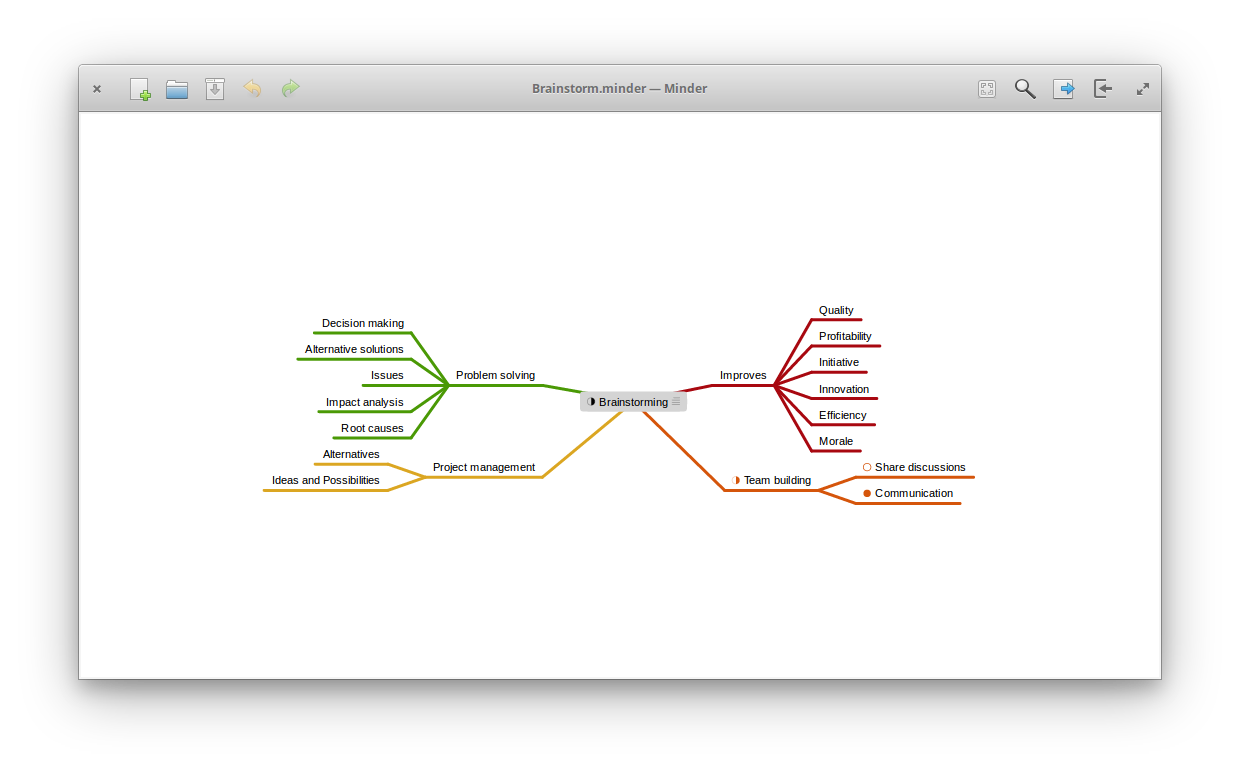 Brainstorm.minder — Minder
Decision making
Alternative solutions
Issues
Impact analysis
Root causes
Problem solving
Alternatives
Ideas and Possibilities
Project management
Brainstorming
Improves
Quality
Profitability
Initiative
Innovation
Efficiency
Morale
Team building
Share discussions
Communication